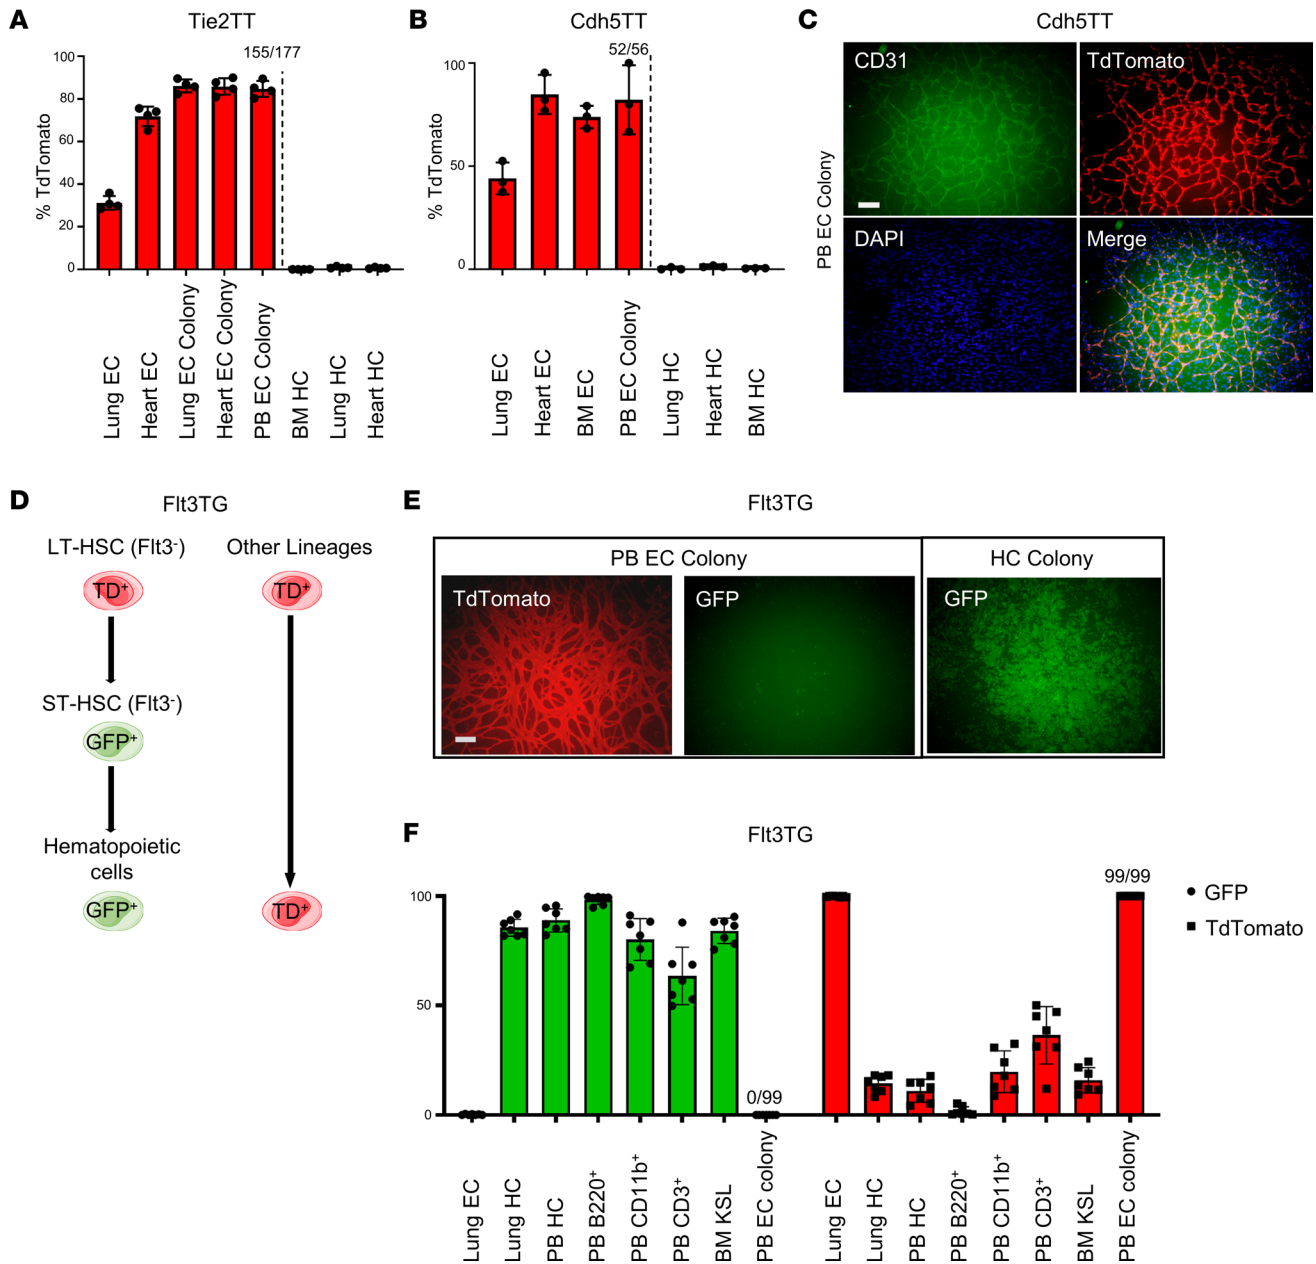 A
Tie2TT
155/177
100
80
60
40
20
0
% TdTomato
Lung EC
Heart EC
Lung EC Colony
Heart EC Colony
PB EC Colony
BM HC
Lung HC
Heart HC
B
Cdh5TT
52/56
100
50
0
% TdTomato
Lung EC
Heart EC
BM EC
PB EC Colony
Lung HC
Heart HC
BM HC
C
Cdh5TT
PB EC Colony
CD31
TdTomato
DAPI
Merge
D
Flt3TG
LT-HSC (Flt3-)
Other Lineages
TD+
TD+
ST-HSC (Flt3-)
GFP+
Hematopoietic
cells
GFP+
TD+
E
Flt3TG
PB EC Colony
HC Colony
TdTomato
GFP
GFP
F
Flt3TG
100
50
0
0/99
99/99
GFP
TdTomato
Lung EC
Lung HC
PB HC
PB B220+
PB CD11b+
PB CD3+
BM KSL
PB EC colony
Lung EC
Lung HC
PB HC
PB B220+
PB CD11b+
PB CD3+
BM KSL
PB EC colony